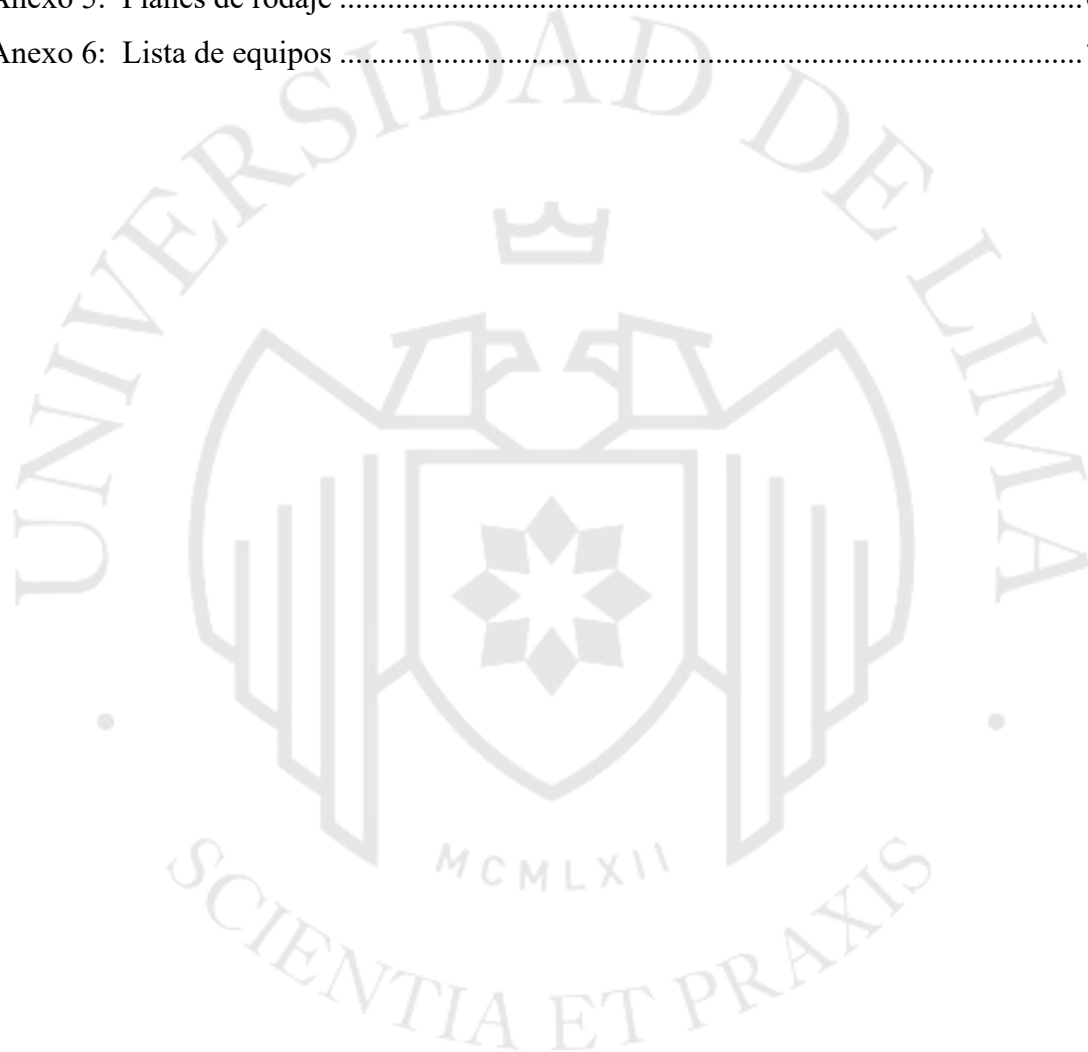 Anexo 5: Planes de rodaje
Anexo 6: Lista de equipos
UNIVERSIDAD DE LIMA
MCMLXII
SCIENTIA ET PRAXIS